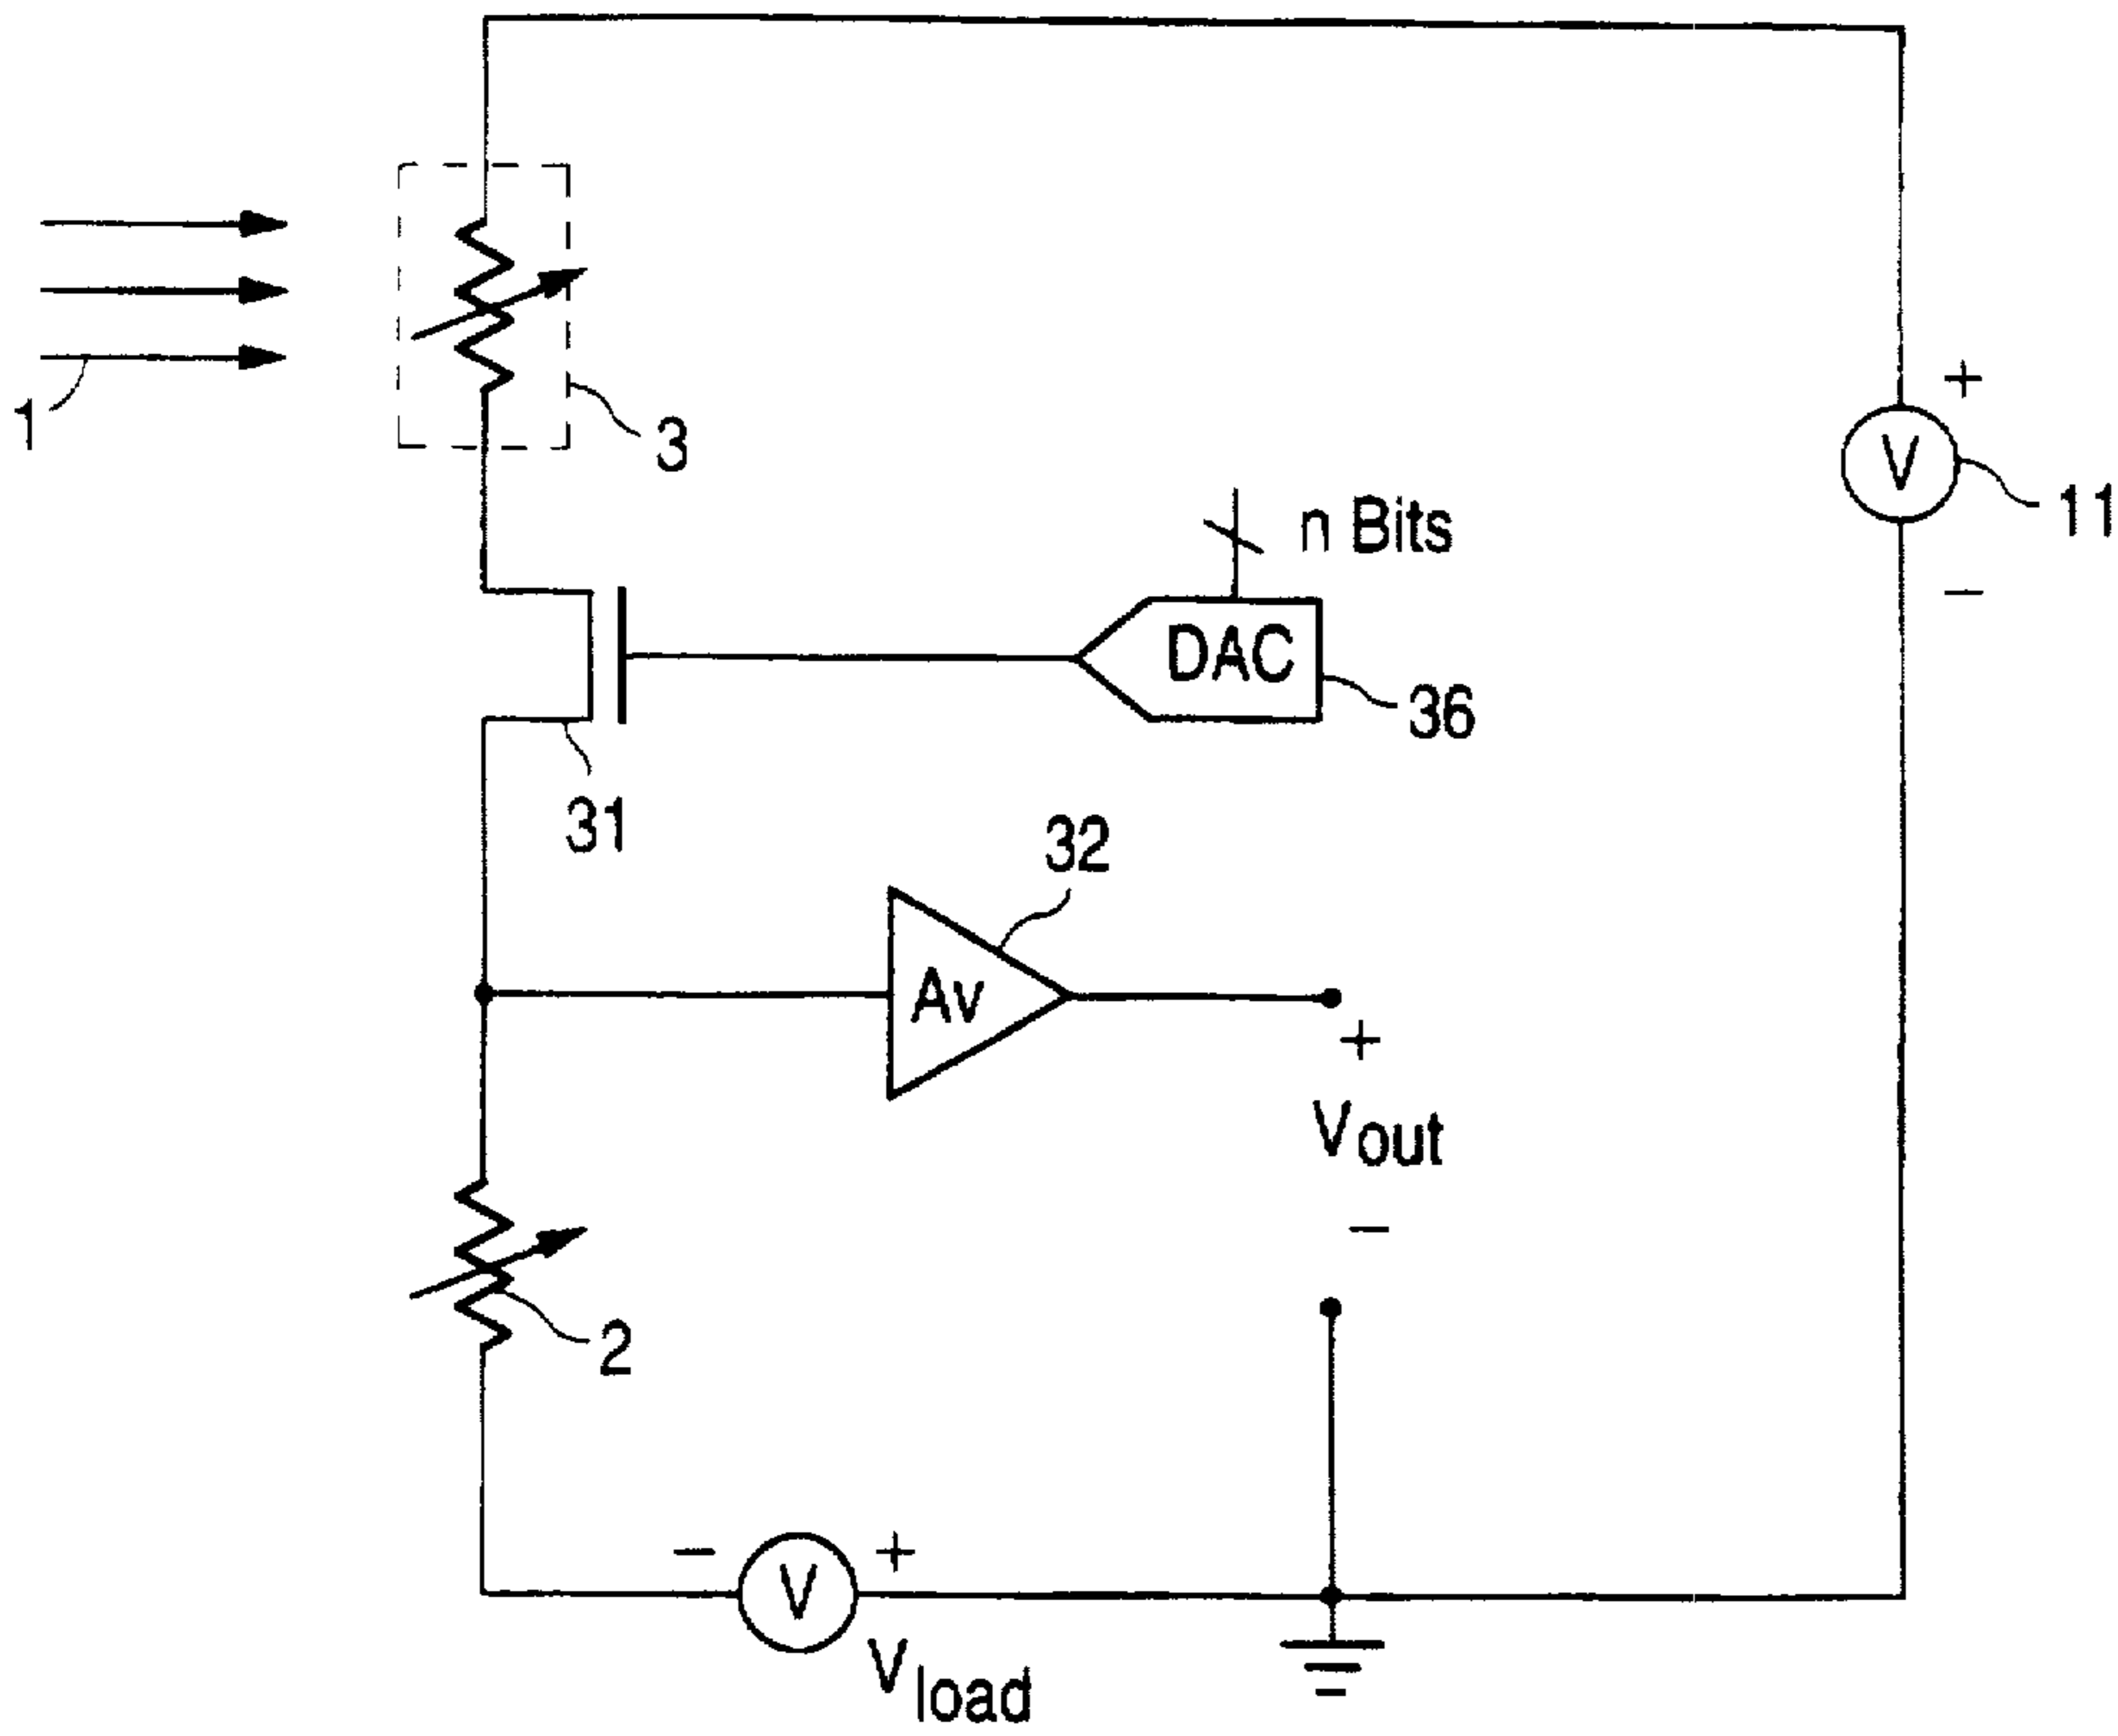 +
1
3
V
11
n Bits
−
DAC
36
31
32
Av
+
Vout
−
2
− +
V
Vload